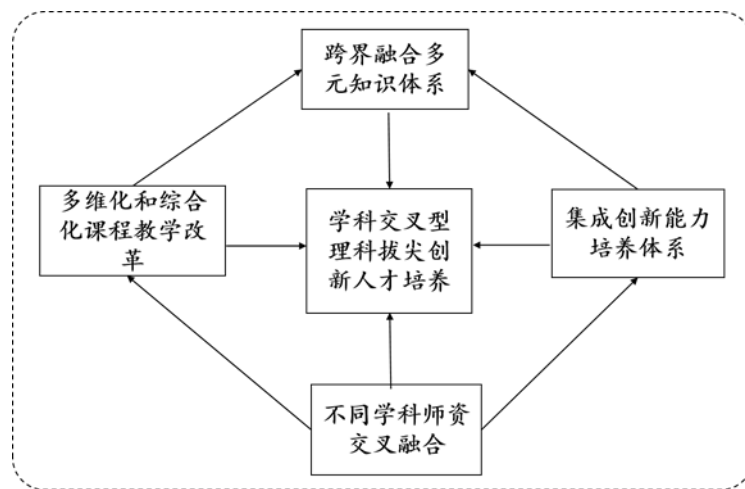 跨界融合多
元知识体系
多维化和综合
化课程教学改
革
学科交叉型
理科拔尖创
新人才培养
集成创新能力
培养体系
不同学科师资
交叉融合